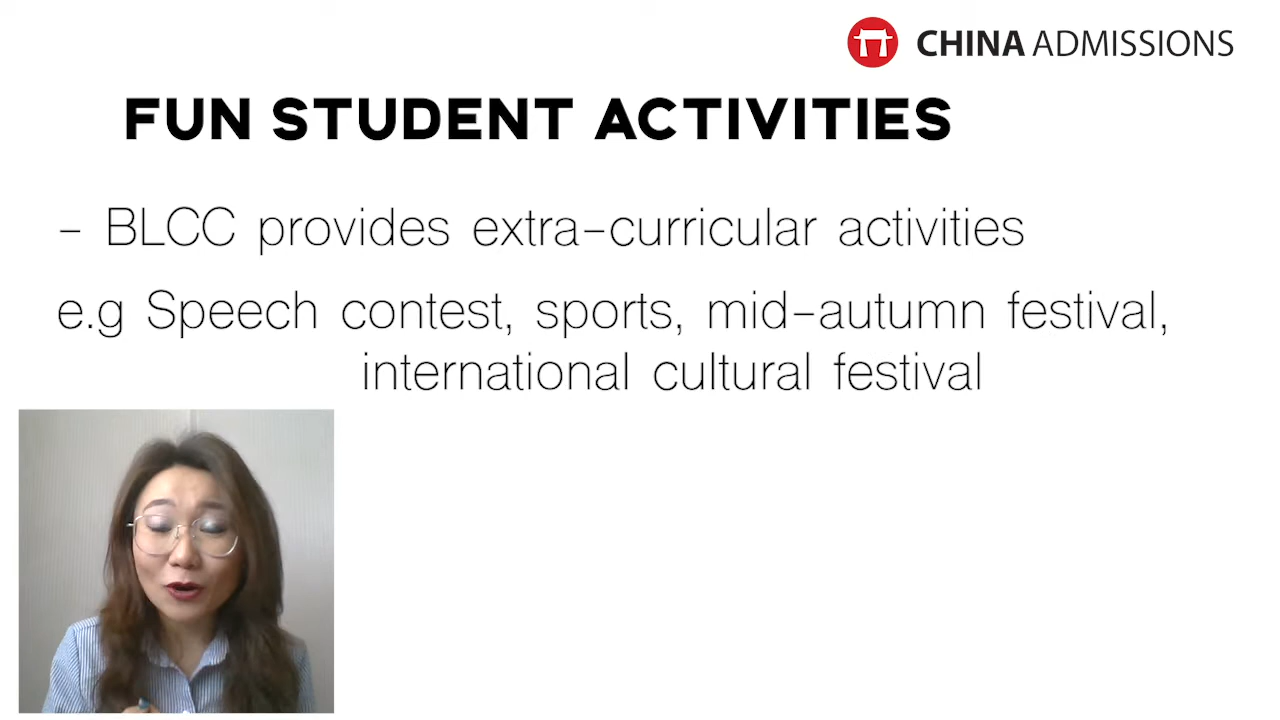 CHINA ADMISSIONS
FUN STUDENT ACTIVITIES
- BLCC provides extra-curricular activities
e.g Speech contest, sports, mid-autumn festival,
international cultural festival